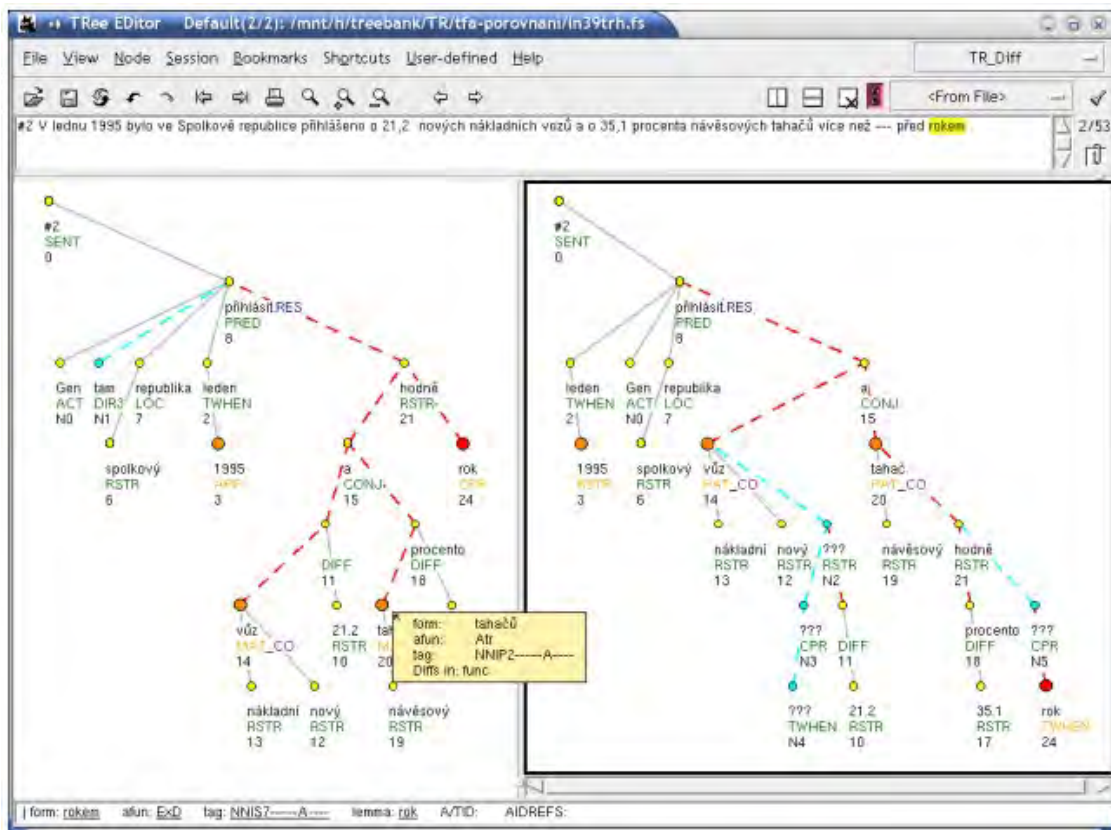 TRee EDitor Default(2/2): /mnt/h/treebank/TR/tfa-porovnani/ln39trh.fs
File View Node Session Bookmarks Shortcuts User-defined Help TR_Diff
<From File>
#2 V lednu 1995 bylo ve Spolkové republice přihlášeno o 21,2 nových nákladních vozů a o 35,1 procenta návěsových tahačů více než --- před rokem 2/53
#2
SENT
0
přihlásit.RES
PRED
8
Gen tam republika leden hodně
ACT DIR3 LOC TWHEN RSTR
N0 N1 7 2 21
spolkový 1995 a rok
RSTR APP CONJ CPR
6 3 15 24
procento
DIFF DIFF
11 18
vůz 21.2
MAT_CO RSTR
14 10 20
form: tahačů
afun: Atr
tag: NNIP2-----A----
Diffs in: func
nákladní nový návěsový
RSTR RSTR RSTR
13 12 19
#2
SENT
0
přihlásit.RES
PRED
8
leden Gen republika aj
TWHEN ACT LOC CONJ
2 N0 7 15
1995 spolkový vůz tahač
RSTR RSTR MAT_CO PAT_CO
3 6 14 20
nákladní nový ??? návěsový hodně
RSTR RSTR RSTR RSTR RSTR
13 12 N2 19 21
??? procento ???
CPR DIFF DIFF CPR
N3 11 18 N5
??? 21.2 35.1 rok
TWHEN RSTR RSTR TWHEN
N4 10 17 24
form: rokem afun: ExD tag: NNIS7-----A---- lemma: rok A/TID: AIDREFS: